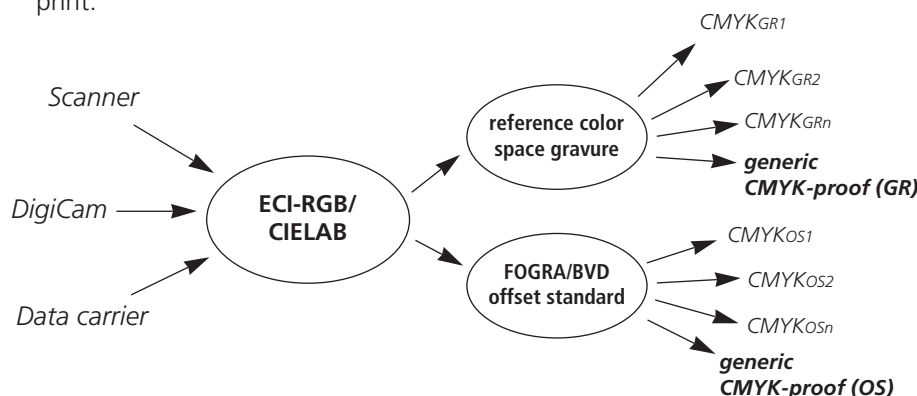 print.
Scanner
DigiCam
Data carrier
ECI-RGB/
CIELAB
reference color
space gravure
FOGRA/BVD
offset standard
CMYKGR1
CMYKGR2
CMYKGRn
generic
CMYK-proof (GR)
CMYKOS1
CMYKOS2
CMYKOSn
generic
CMYK-proof (OS)